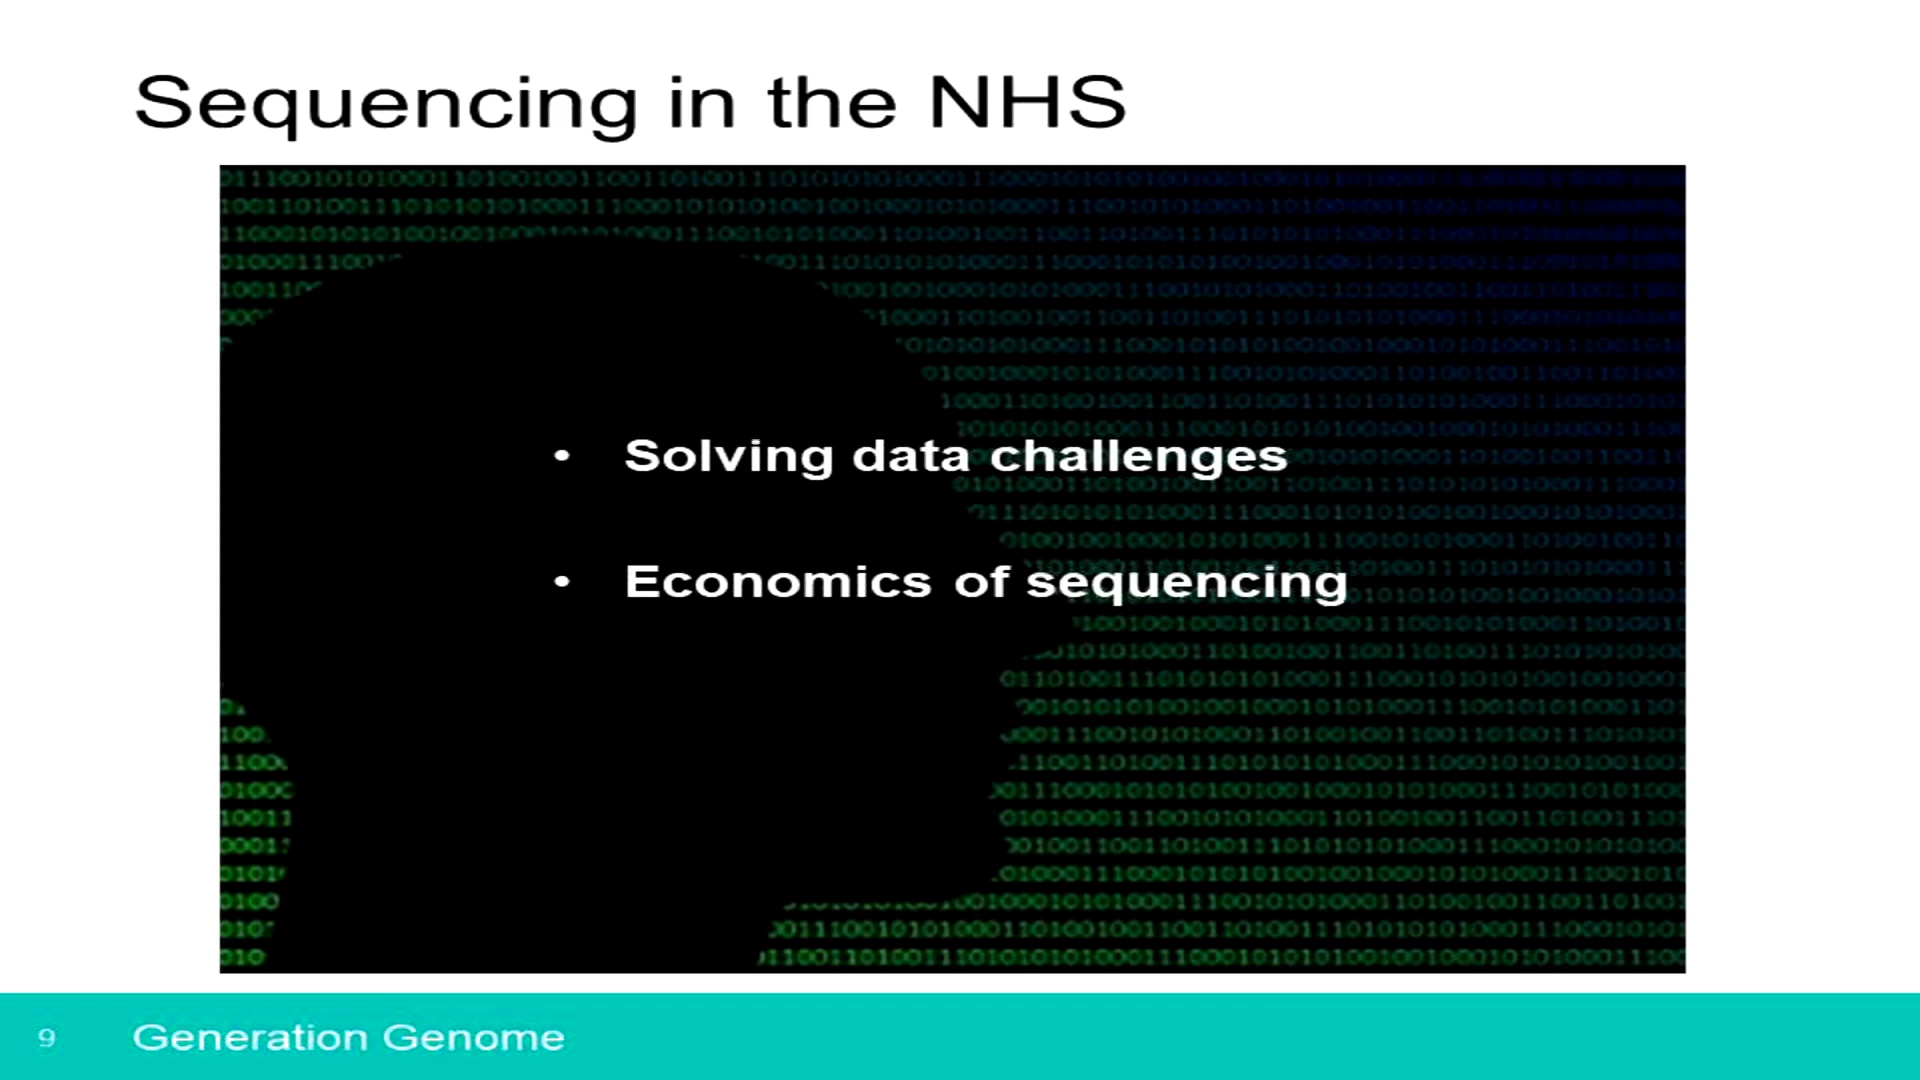 Sequencing in the NHS
• Solving data challenges
• Economics of sequencing
9 Generation Genome